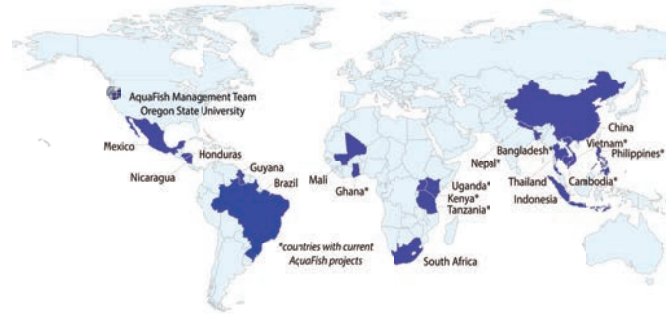 AquaFish Management Team
Oregon State University
Mexico
Honduras
Nicaragua
Guyana
Brazil
Mali
Ghana*
*countries with current
AquaFish projects
Uganda*
Kenya*
Tanzania*
South Africa
Nepal*
Bangladesh*
China
Vietnam*
Philippines*
Thailand
Cambodia*
Indonesia